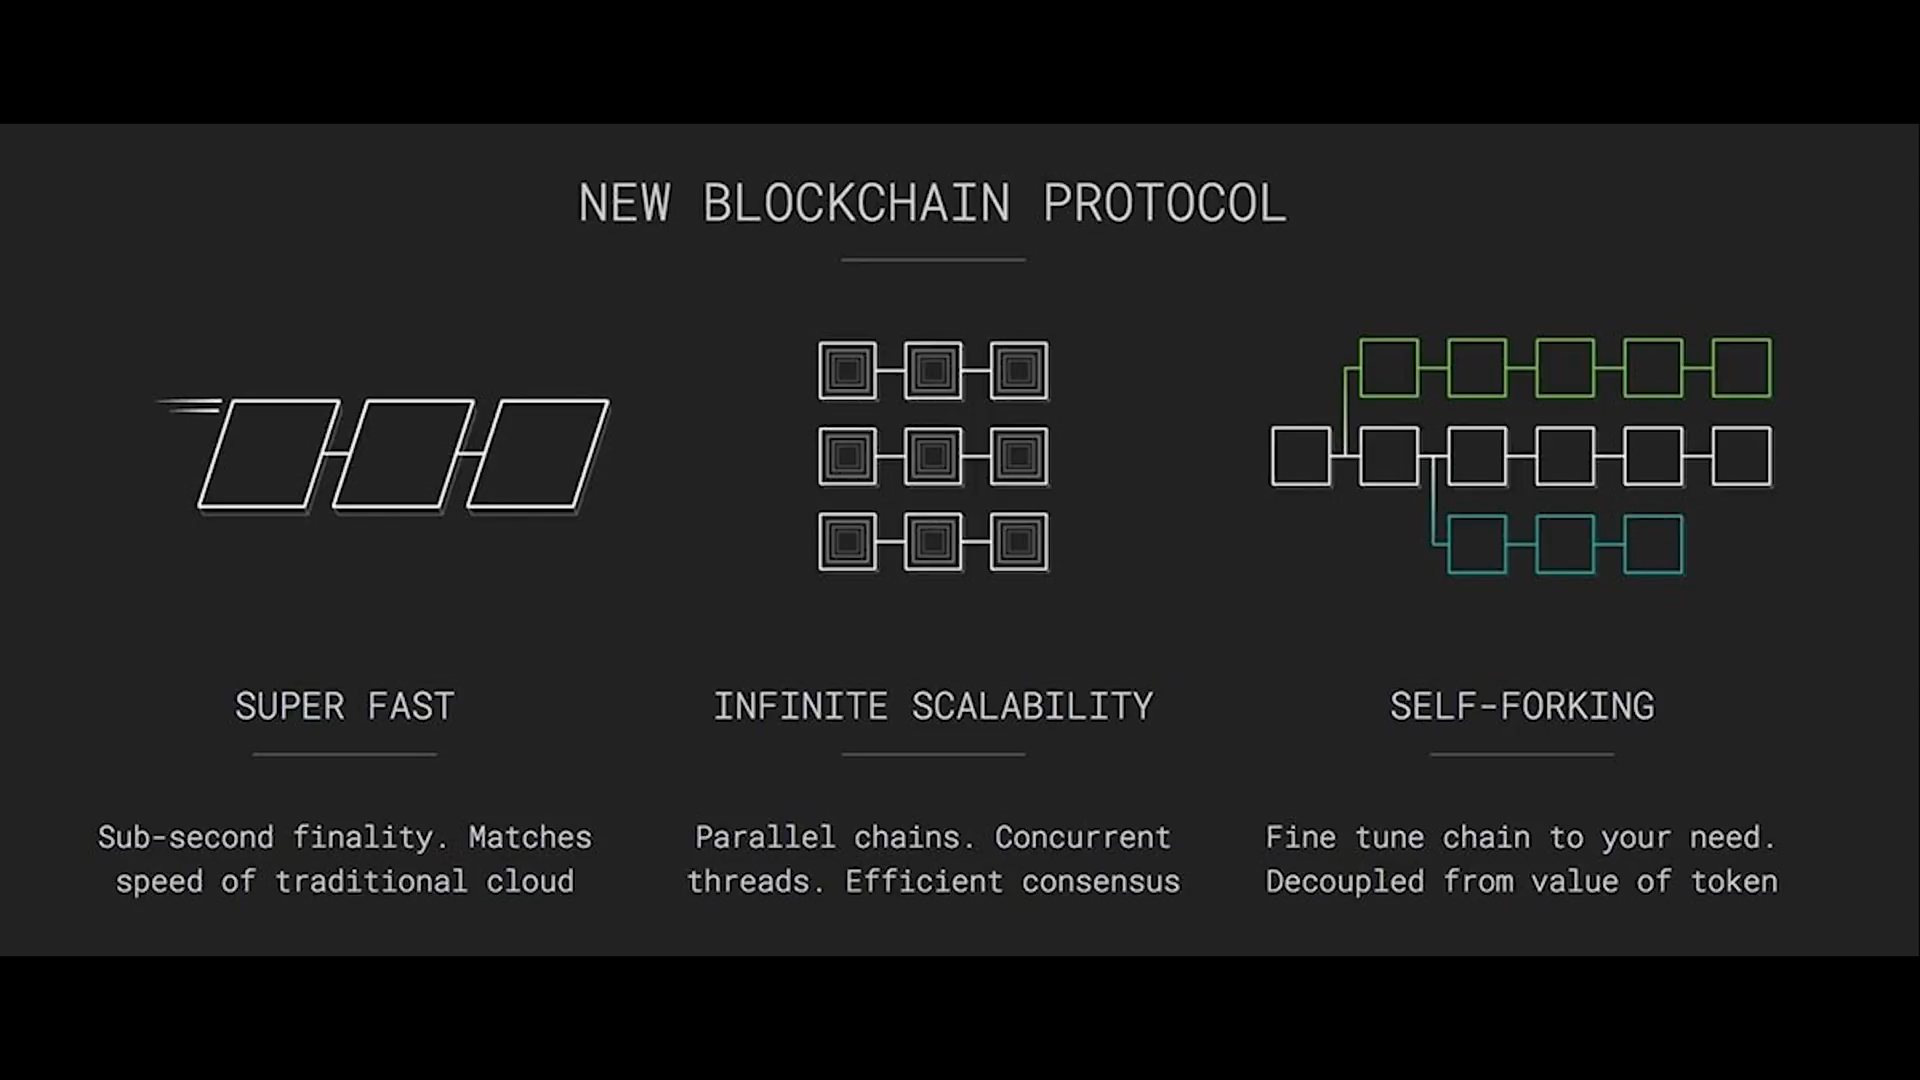 NEW BLOCKCHAIN PROTOCOL
SUPER FAST
Sub-second finality. Matches
speed of traditional cloud
INFINITE SCALABILITY
Parallel chains. Concurrent
threads. Efficient consensus
SELF-FORKING
Fine tune chain to your need.
Decoupled from value of token